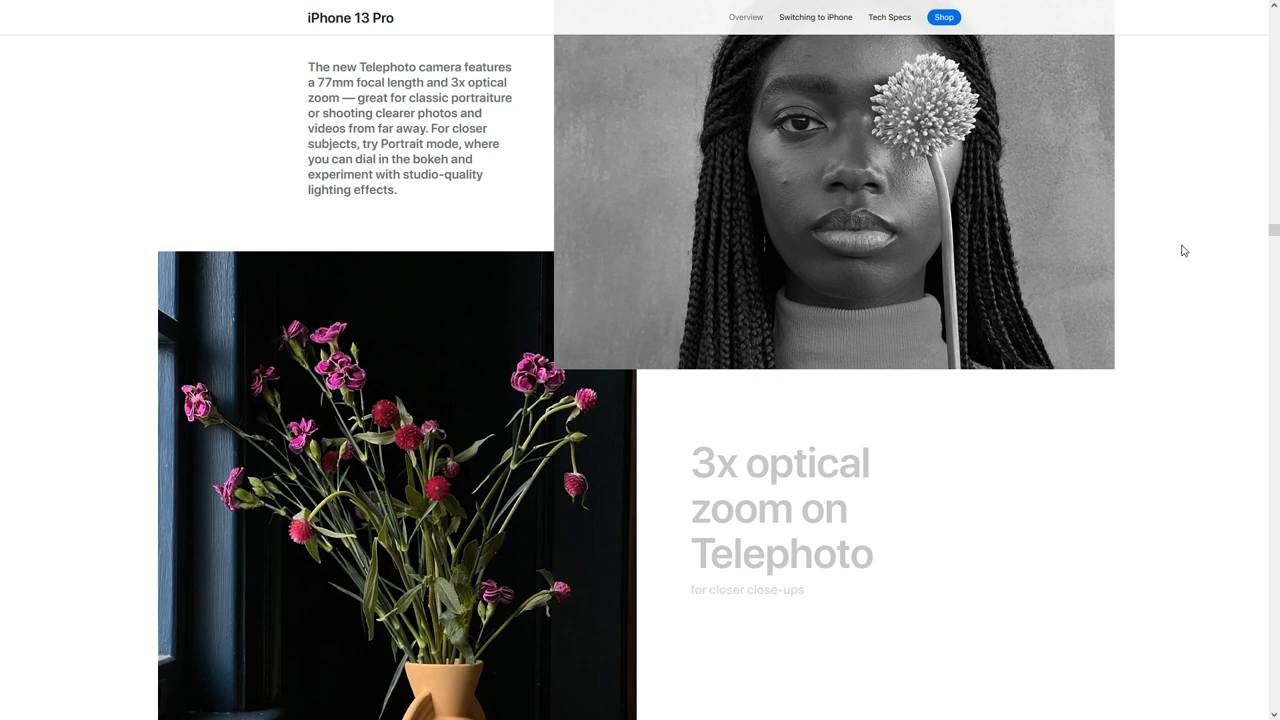 iPhone 13 Pro
Overview
Switching to iPhone
Tech Specs
Shop
The new Telephoto camera features
a 77mm focal length and 3x optical
zoom — great for classic portraiture
or shooting clearer photos and
videos from far away. For closer
subjects, try Portrait mode, where
you can dial in the bokeh and
experiment with studio-quality
lighting effects.
3x optical
zoom on
Telephoto
for closer close-ups